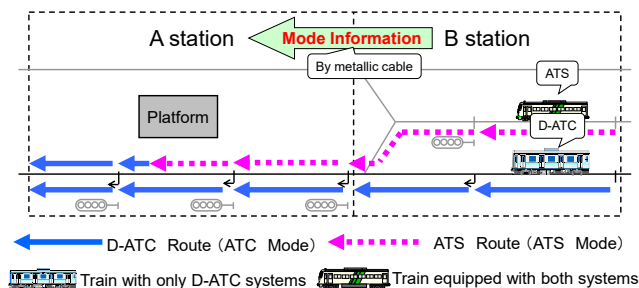 A station
Mode Information
B station
By metallic cable
ATS
Platform
D-ATC
D-ATC Route（ATC Mode）
ATS Route（ATS Mode）
Train with only D-ATC systems
Train equipped with both systems